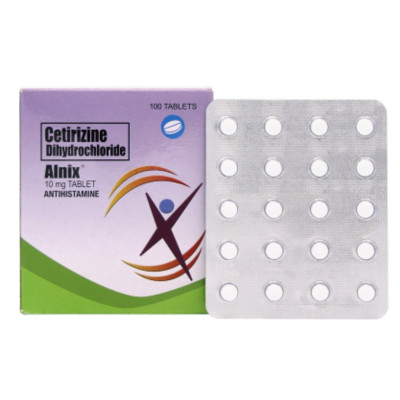 100 TABLETS
Cetirizine
Dihydrochloride
Alnix®
10 mg TABLET
ANTIHISTAMINE